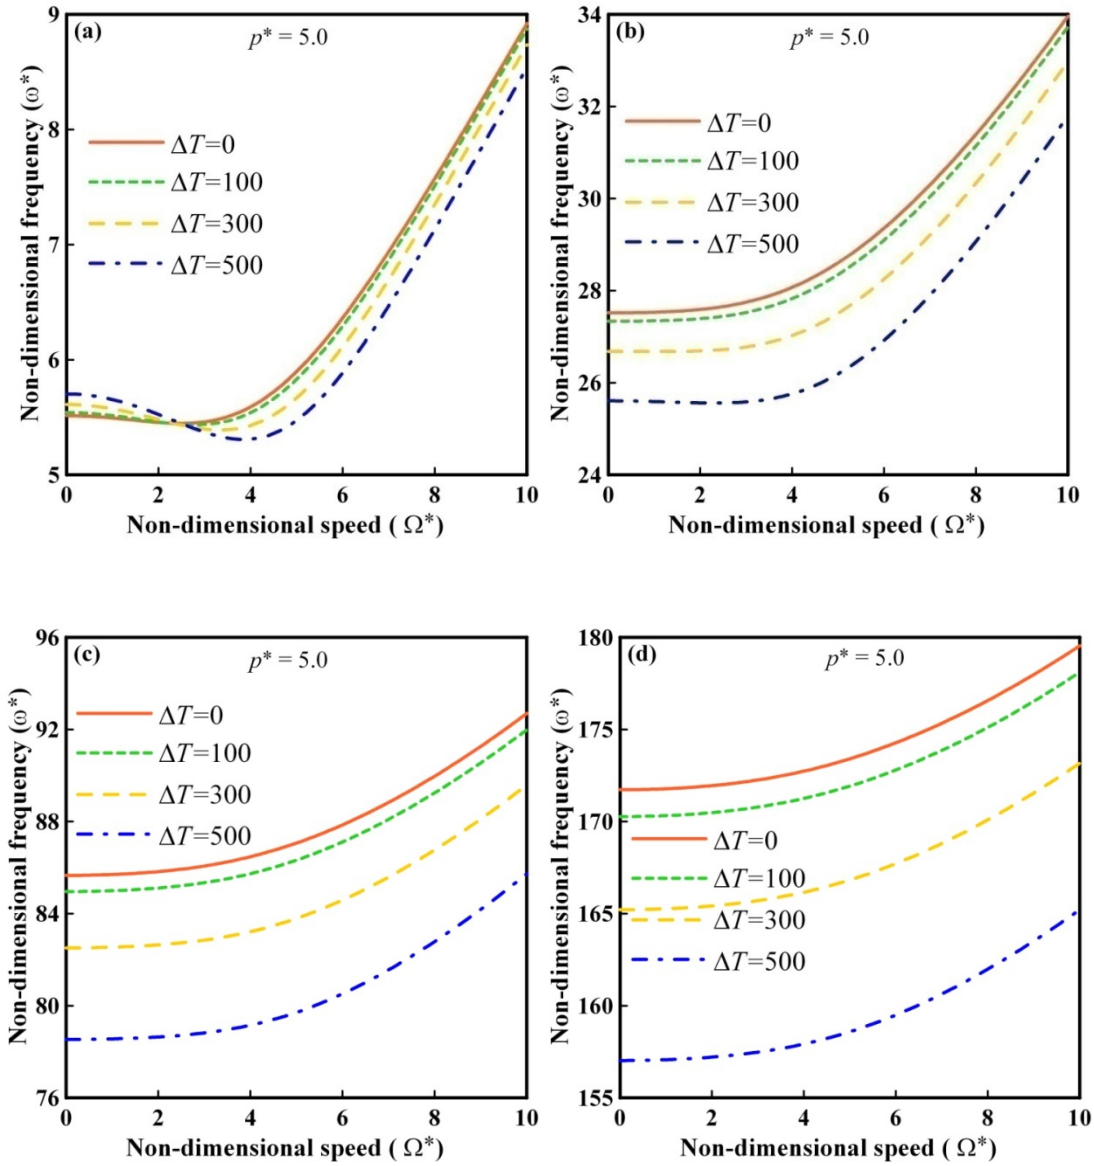 (a)
p* = 5.0
Non-dimensional frequency (ω*)
9
8
7
6
5
ΔT=0
ΔT=100
ΔT=300
ΔT=500
0 2 4 6 8 10
Non-dimensional speed ( Ω*)
(b)
p* = 5.0
Non-dimensional frequency (ω*)
34
32
30
28
26
24
ΔT=0
ΔT=100
ΔT=300
ΔT=500
0 2 4 6 8 10
Non-dimensional speed ( Ω*)
(c)
p* = 5.0
Non-dimensional frequency (ω*)
96
92
88
84
80
76
ΔT=0
ΔT=100
ΔT=300
ΔT=500
0 2 4 6 8 10
Non-dimensional speed ( Ω*)
(d)
p* = 5.0
Non-dimensional frequency (ω*)
180
175
170
165
160
155
ΔT=0
ΔT=100
ΔT=300
ΔT=500
0 2 4 6 8 10
Non-dimensional speed ( Ω*)